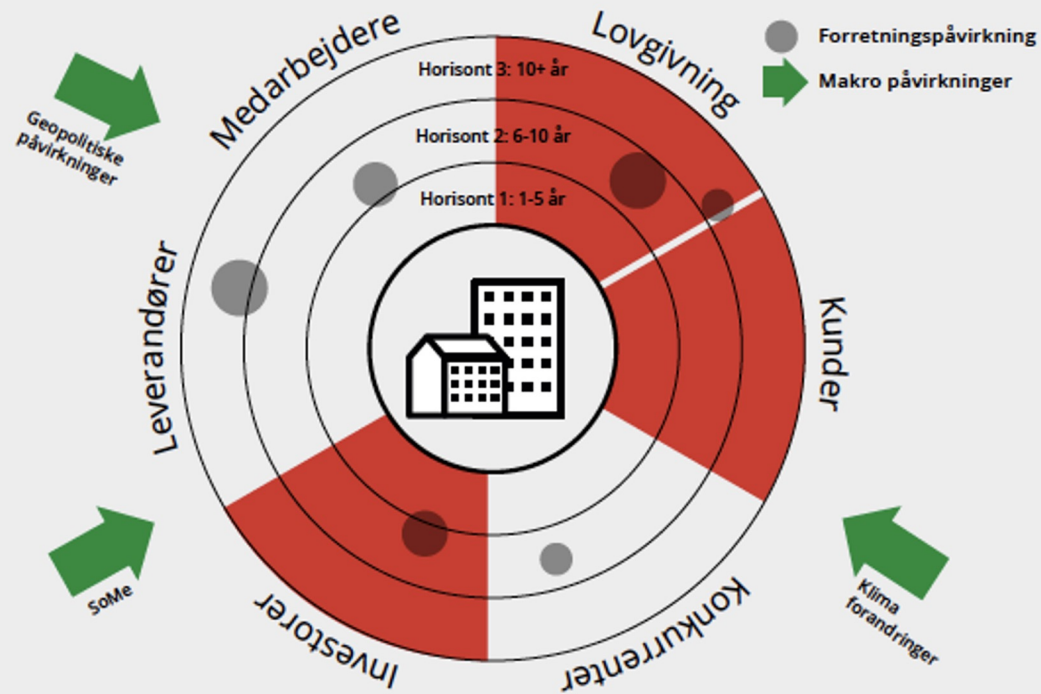 Medarbejdere
Lovgivning
Forretningspåvirkning
Makro påvirkninger
Horisont 3: 10+ år
Horisont 2: 6-10 år
Horisont 1: 1-5 år
Geopolitiske
påvirkninger
Leverandører
Kunder
SoMe
Investorer
Konkurrenter
Klima
forandringer